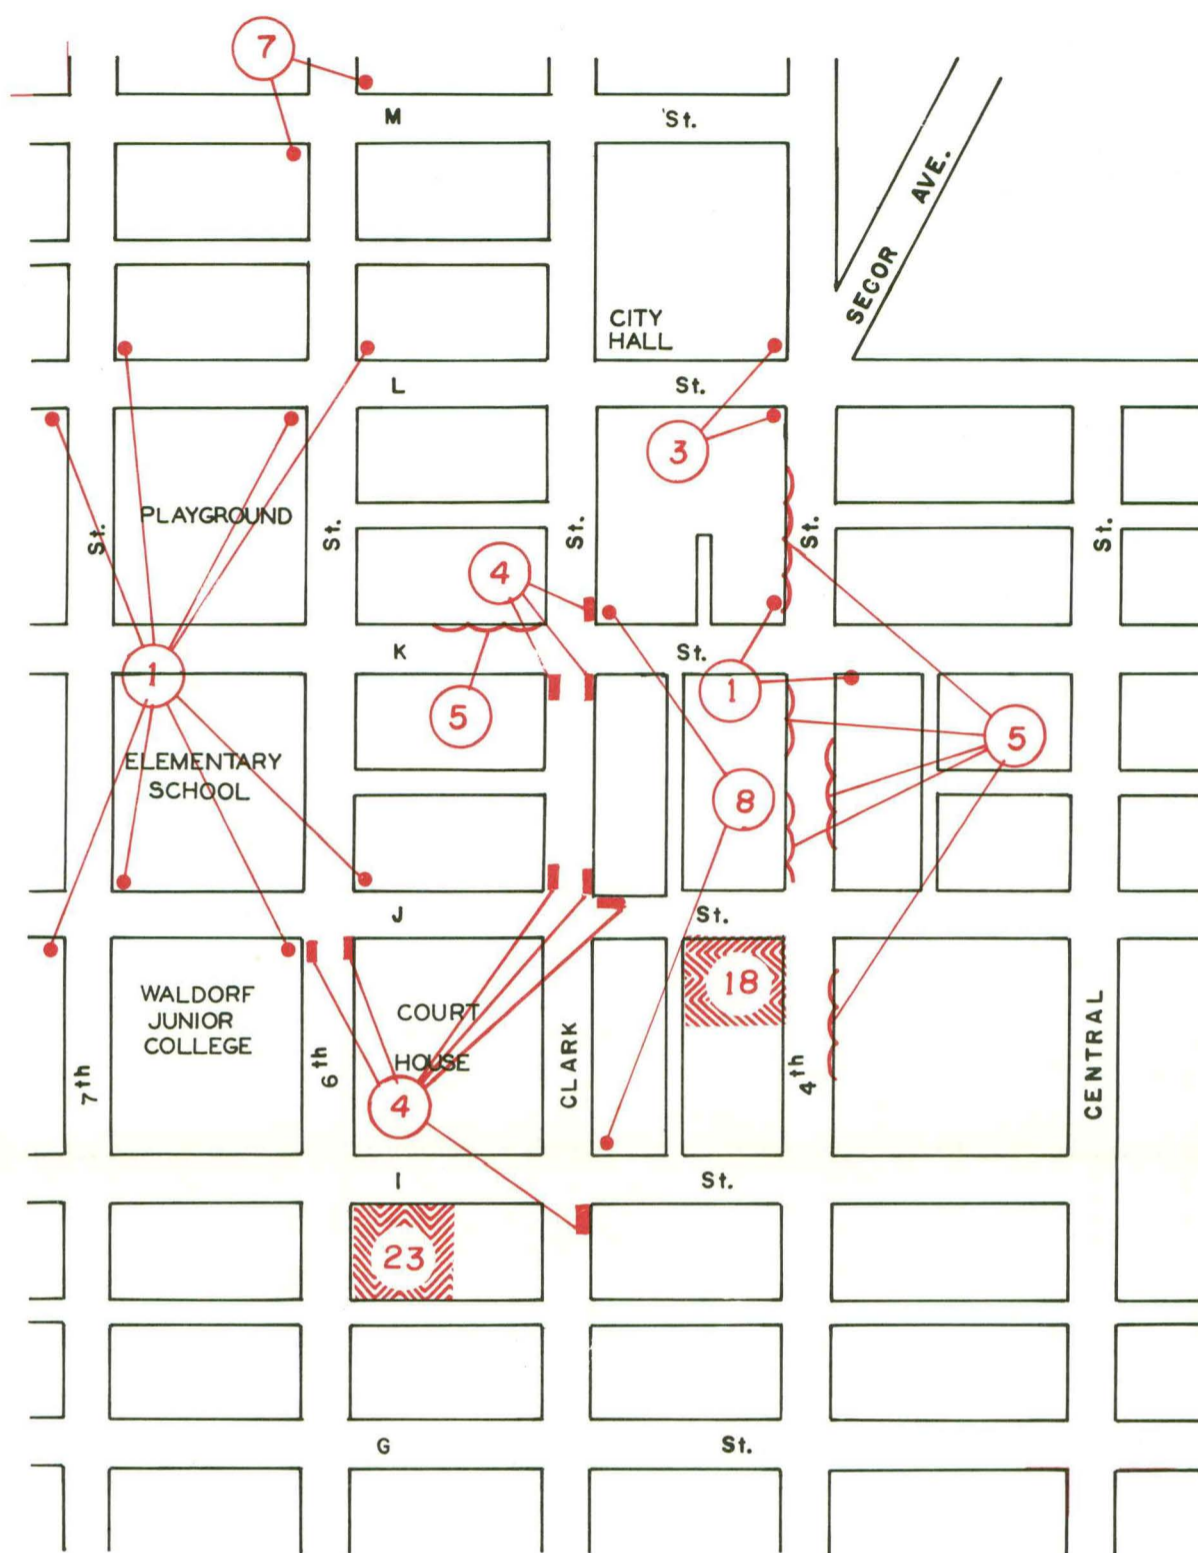 7
M 'St.
SECOR AVE.
CITY
HALL
L St.
3
PLAYGROUND
St.
St.
St.
St.
St.
4
K St.
1
1
5
5
ELEMENTARY
SCHOOL
8
J St.
18
WALDORF
JUNIOR
COLLEGE
COURT
HOUSE
7th
6th
CLARK
4th
CENTRAL
4
I St.
23
G St.